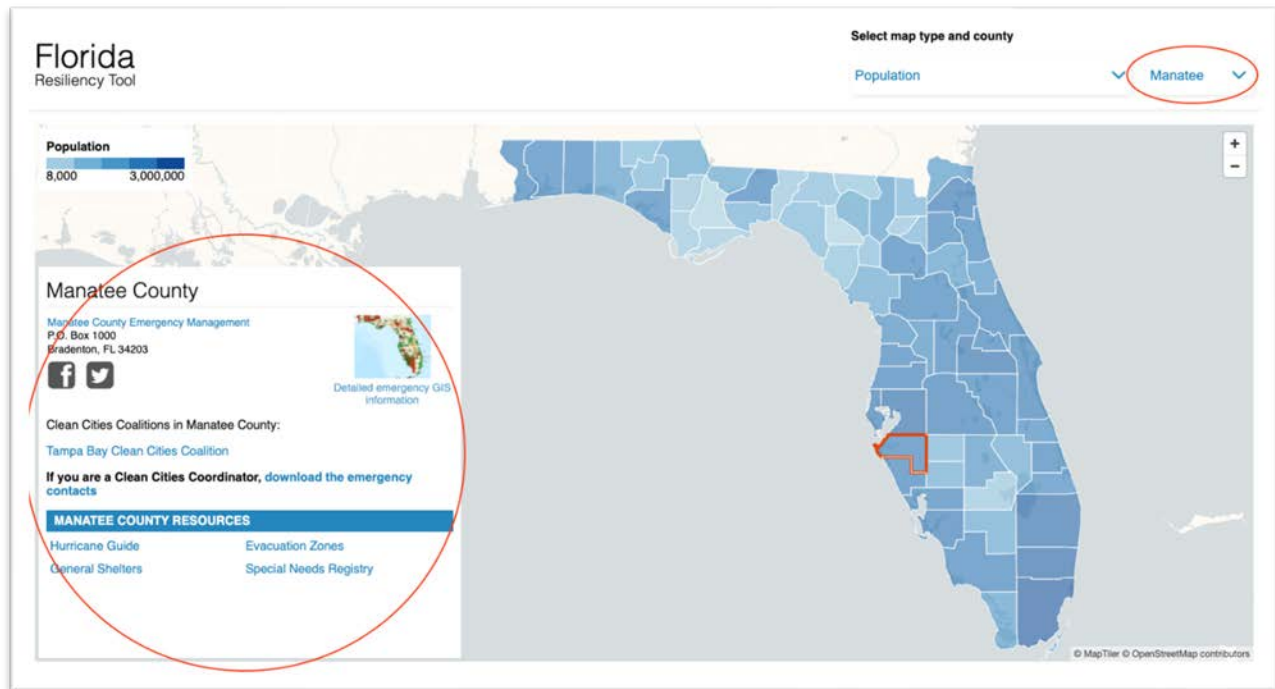 Florida
Resiliency Tool
Select map type and county
Population
Manatee
Population
8,000 3,000,000
+
−
Manatee County
Manatee County Emergency Management
P.O. Box 1000
Bradenton, FL 34203
Detailed emergency GIS
information
Clean Cities Coalitions in Manatee County:
Tampa Bay Clean Cities Coalition
If you are a Clean Cities Coordinator, download the emergency
contacts
MANATEE COUNTY RESOURCES
Hurricane Guide Evacuation Zones
General Shelters Special Needs Registry
© MapTiler © OpenStreetMap contributors